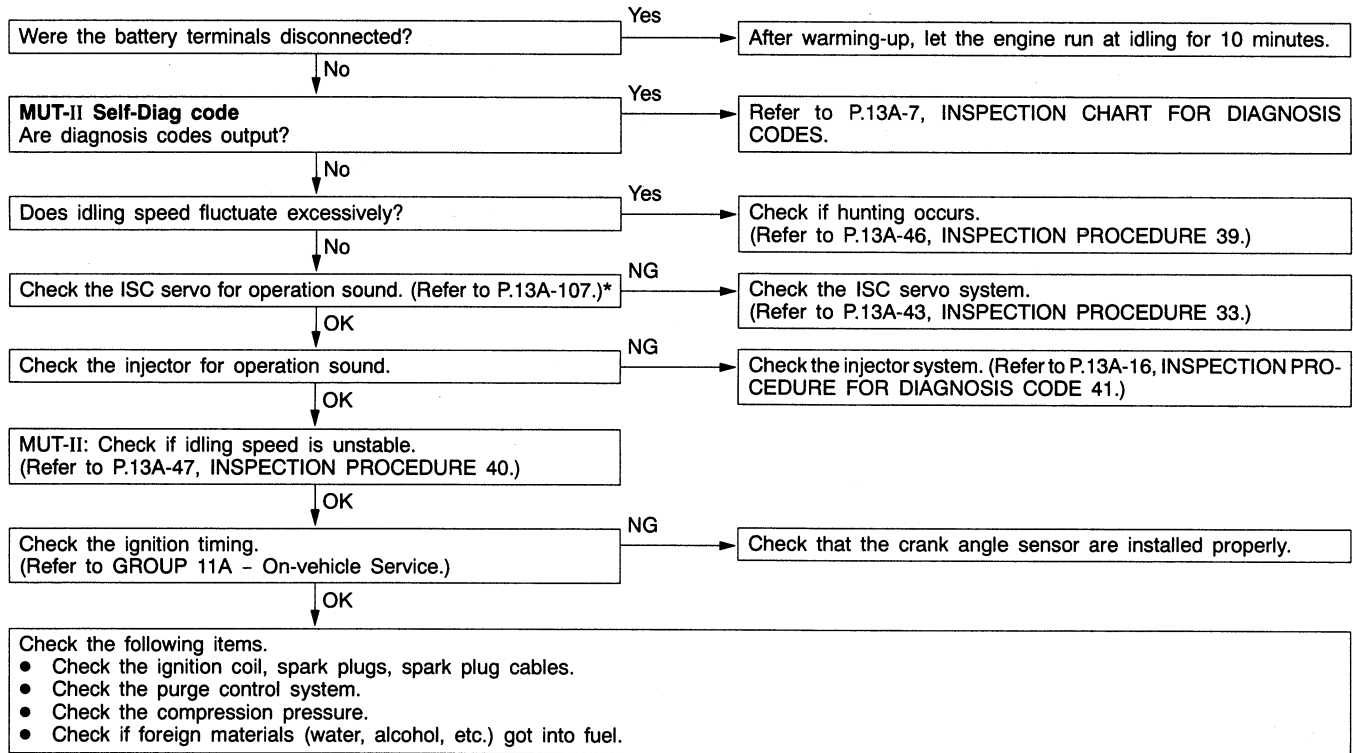 Were the battery terminals disconnected?
Yes
After warming-up, let the engine run at idling for 10 minutes.
No
MUT-II Self-Diag code
Are diagnosis codes output?
Yes
Refer to P.13A-7, INSPECTION CHART FOR DIAGNOSIS
CODES.
No
Does idling speed fluctuate excessively?
Yes
Check if hunting occurs.
(Refer to P.13A-46, INSPECTION PROCEDURE 39.)
No
Check the ISC servo for operation sound. (Refer to P.13A-107.)*
NG
Check the ISC servo system.
(Refer to P.13A-43, INSPECTION PROCEDURE 33.)
OK
Check the injector for operation sound.
NG
Check the injector system. (Refer to P.13A-16, INSPECTION PRO-
CEDURE FOR DIAGNOSIS CODE 41.)
OK
MUT-II: Check if idling speed is unstable.
(Refer to P.13A-47, INSPECTION PROCEDURE 40.)
OK
Check the ignition timing.
(Refer to GROUP 11A – On-vehicle Service.)
NG
Check that the crank angle sensor are installed properly.
OK
Check the following items.
● Check the ignition coil, spark plugs, spark plug cables.
● Check the purge control system.
● Check the compression pressure.
● Check if foreign materials (water, alcohol, etc.) got into fuel.